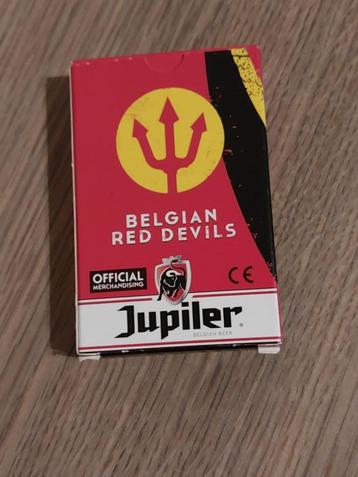 BELGIAN
RED DEViLS
OFFICIAL
MERCHANDISING
CE
Jupiler®
BELGIAN BEER